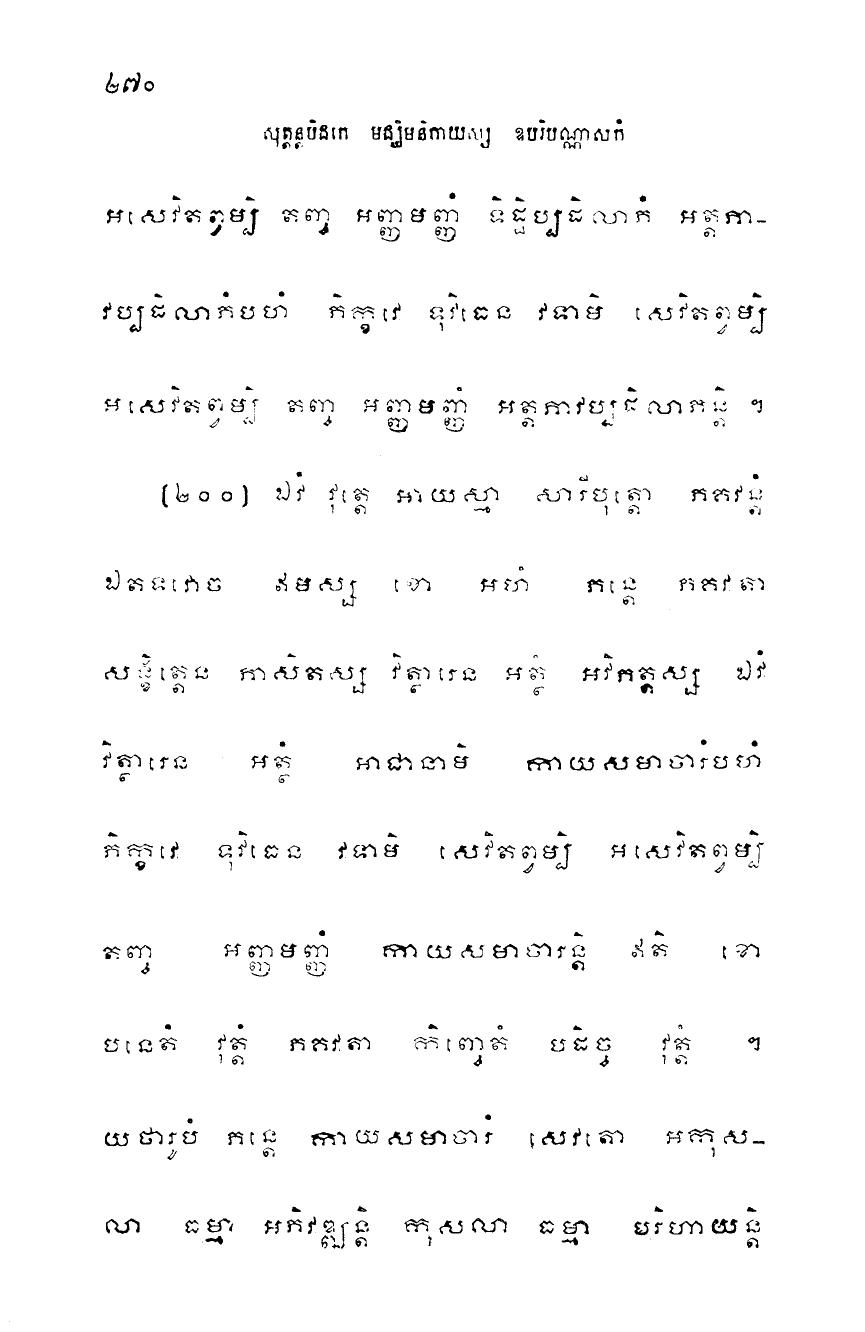 ២៧០
សុត្តន្តបិដកេ មជ្ឈិមនិកាយស្ស ឧបរិបណ្ណាសកំ
អសេវិតព្វម្បិ តញ្ច អញ្ញមញ្ញំ ទិដ្ឋិប្បដិលាភំ អត្តភា-
វប្បដិលាភំបហំ ភិក្ខវេ ទុវិធេន វទាមិ សេវិតព្វម្បិ
អសេវិតព្វម្បិ តញ្ច អញ្ញមញ្ញំ អត្តភាវប្បដិលាភន្តិ ។
(២០០) ឯវំ វុត្តេ អាយស្មា សារីបុត្តោ ភគវន្តំ
ឯតទវោច ឥមស្ស ខោ អហំ ភន្តេ ភគវតា
សង្ខិត្តេន ភាសិតស្ស វិត្ថារេន អត្ថំ អវិភត្តស្ស ឯវំ
វិត្ថារេន អត្ថំ អាជានាមិ កាយសមាចារំបហំ
ភិក្ខវេ ទុវិធេន វទាមិ សេវិតព្វម្បិ អសេវិតព្វម្បិ
តញ្ច អញ្ញមញ្ញំ កាយសមាចារន្តិ ឥតិ ខោ
បនេតំ វុត្តំ ភគវតា កិញ្ចេតំ បដិច្ច វុត្តំ ។
យថារូបំ ភន្តេ កាយសមាចារំ សេវតោ អកុស-
លា ធម្មា អភិវឌ្ឍន្តិ កុសលា ធម្មា បរិហាយន្តិ